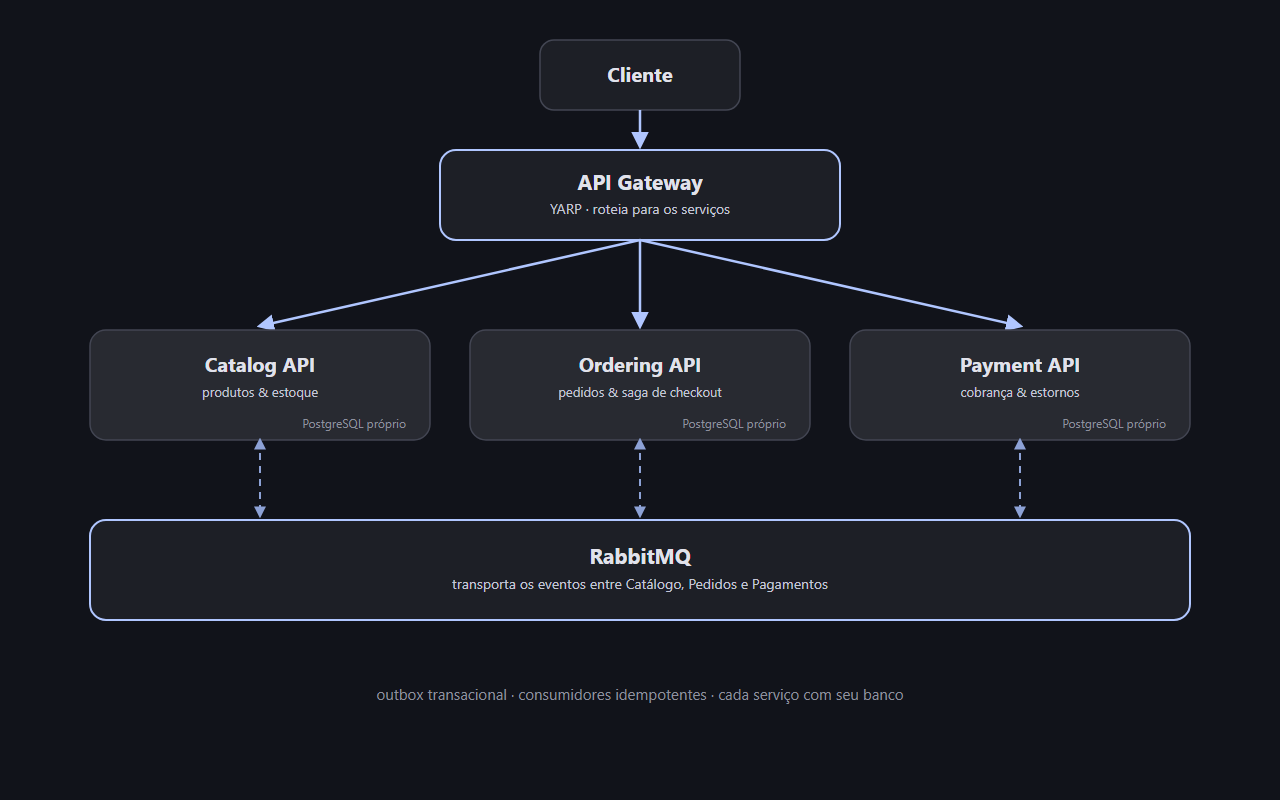 Cliente
API Gateway
YARP · roteia para os serviços
Catalog API
produtos & estoque
PostgreSQL próprio
Ordering API
pedidos & saga de checkout
PostgreSQL próprio
Payment API
cobrança & estornos
PostgreSQL próprio
RabbitMQ
transporta os eventos entre Catálogo, Pedidos e Pagamentos
outbox transacional · consumidores idempotentes · cada serviço com seu banco